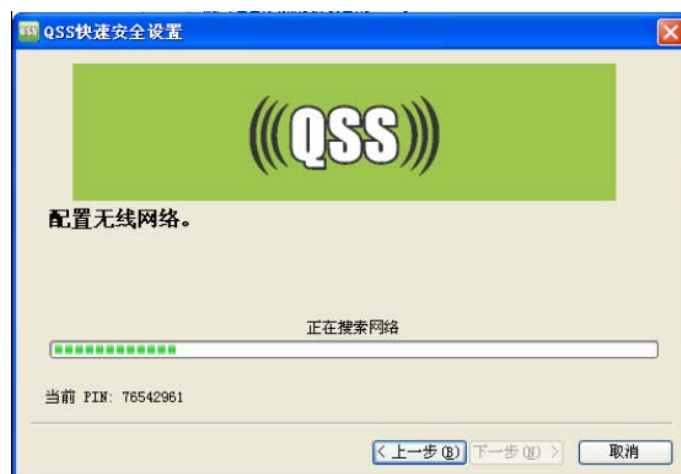 QSS快速安全设置
(((QSS)))
配置无线网络。
正在搜索网络
当前 PIN: 76542961
< 上一步(B)
下一步(N) >
取消